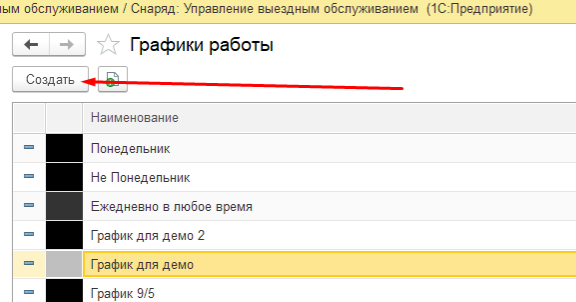 ным обслуживанием / Снаряд: Управление выездным обслуживанием (1С:Предприятие)
Графики работы
Создать
Наименование
Понедельник
Не Понедельник
Ежедневно в любое время
График для демо 2
График для демо
График 9/5